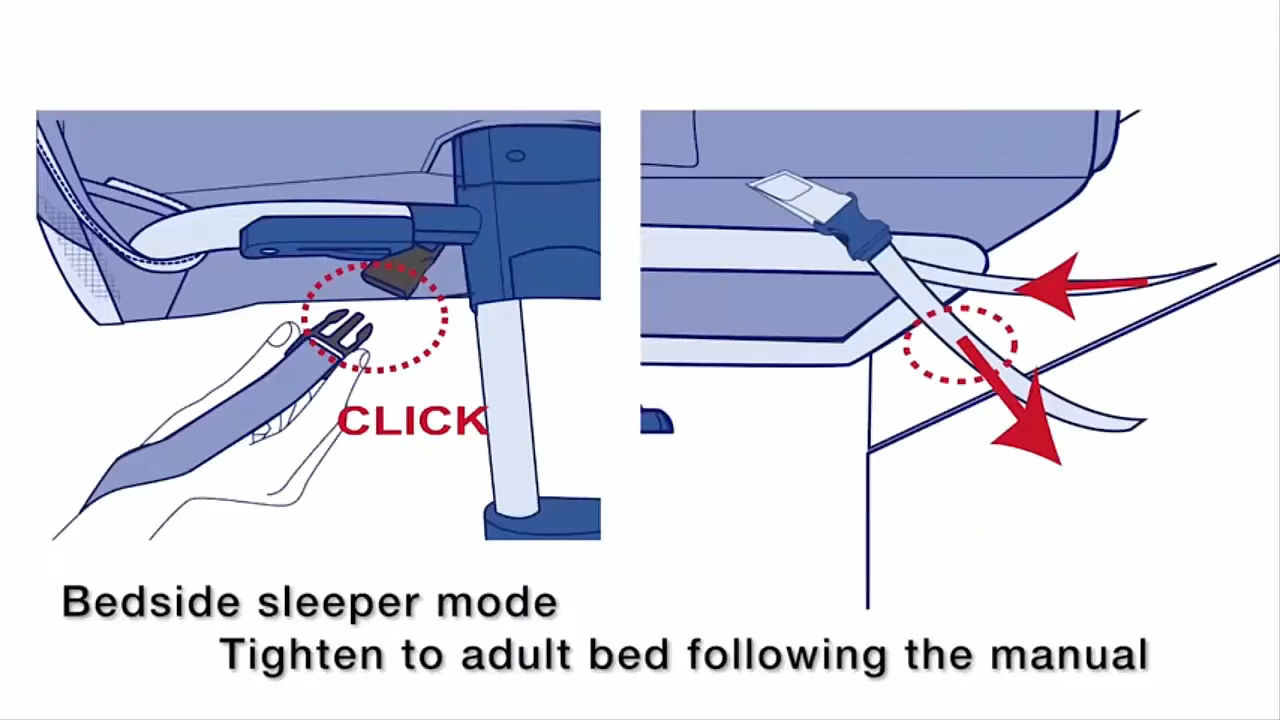 CLICK
Bedside sleeper mode
Tighten to adult bed following the manual